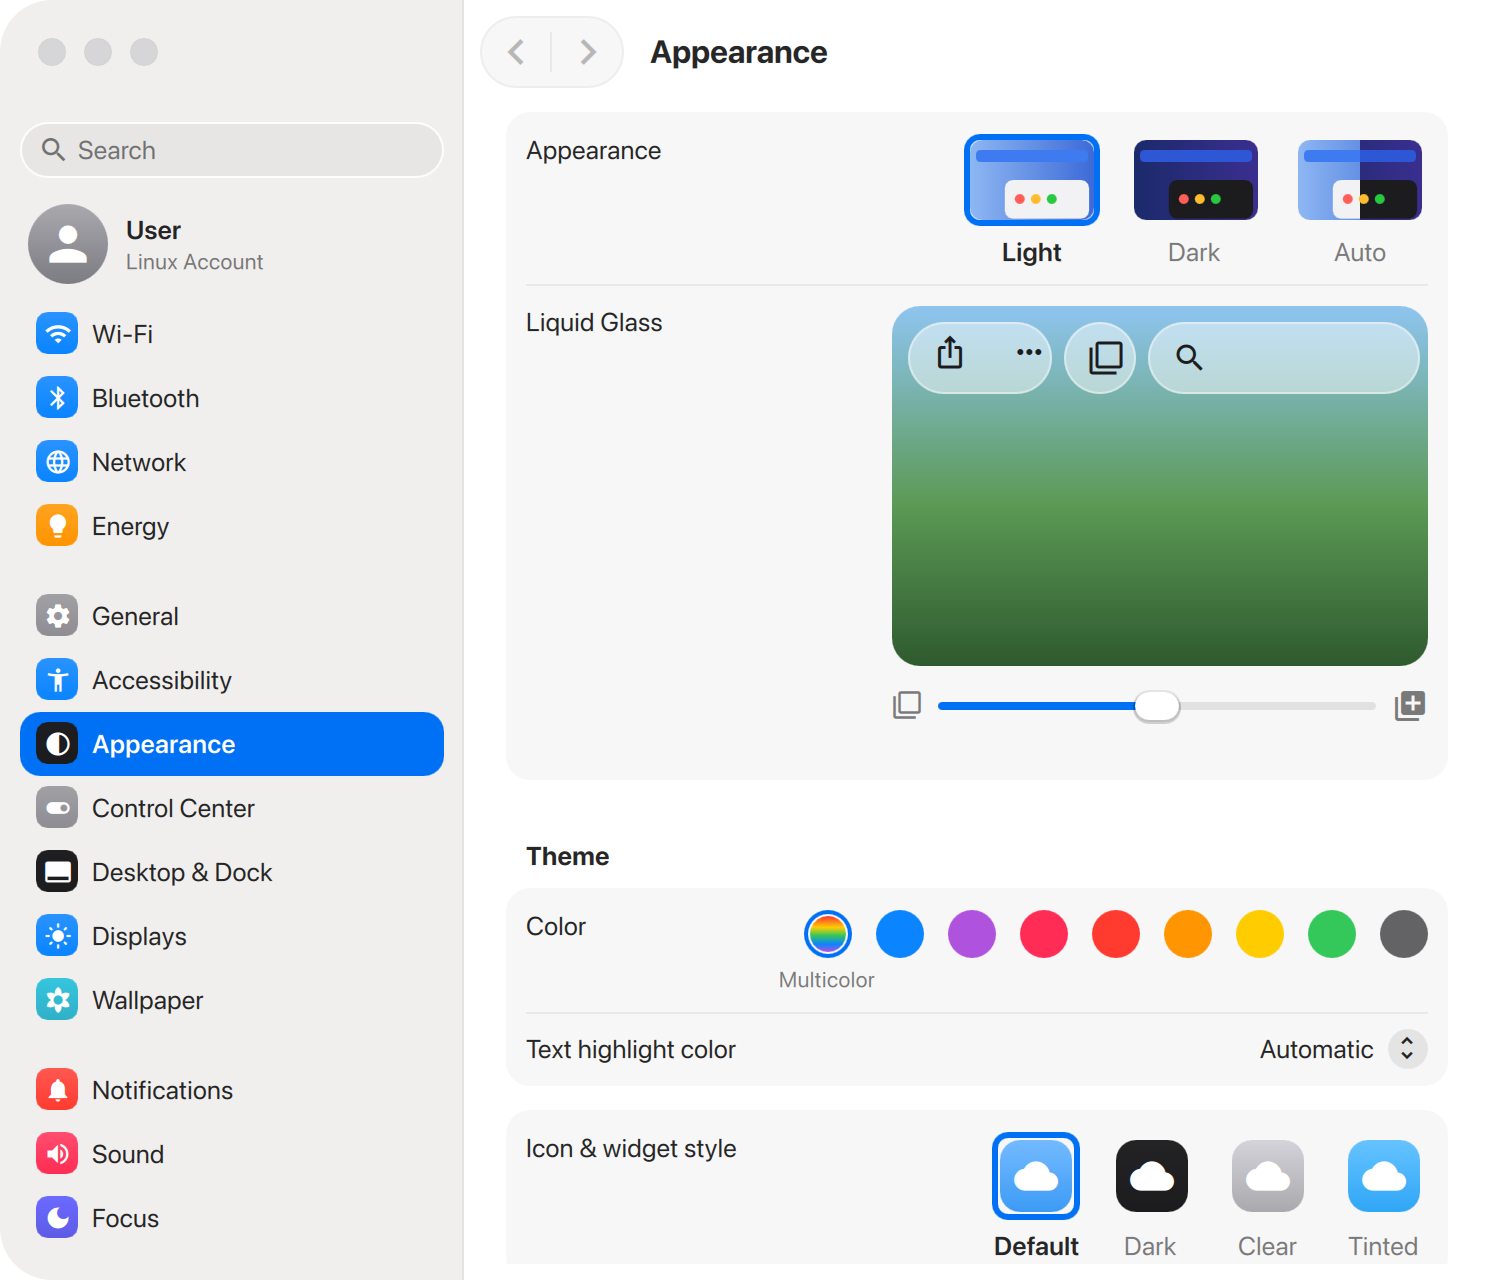 Appearance
Search
User
Linux Account
Wi-Fi
Bluetooth
Network
Energy
General
Accessibility
Appearance
Control Center
Desktop & Dock
Displays
Wallpaper
Notifications
Sound
Focus
Appearance
Light
Dark
Auto
Liquid Glass
Theme
Color
Multicolor
Text highlight color
Automatic
Icon & widget style
Default
Dark
Clear
Tinted